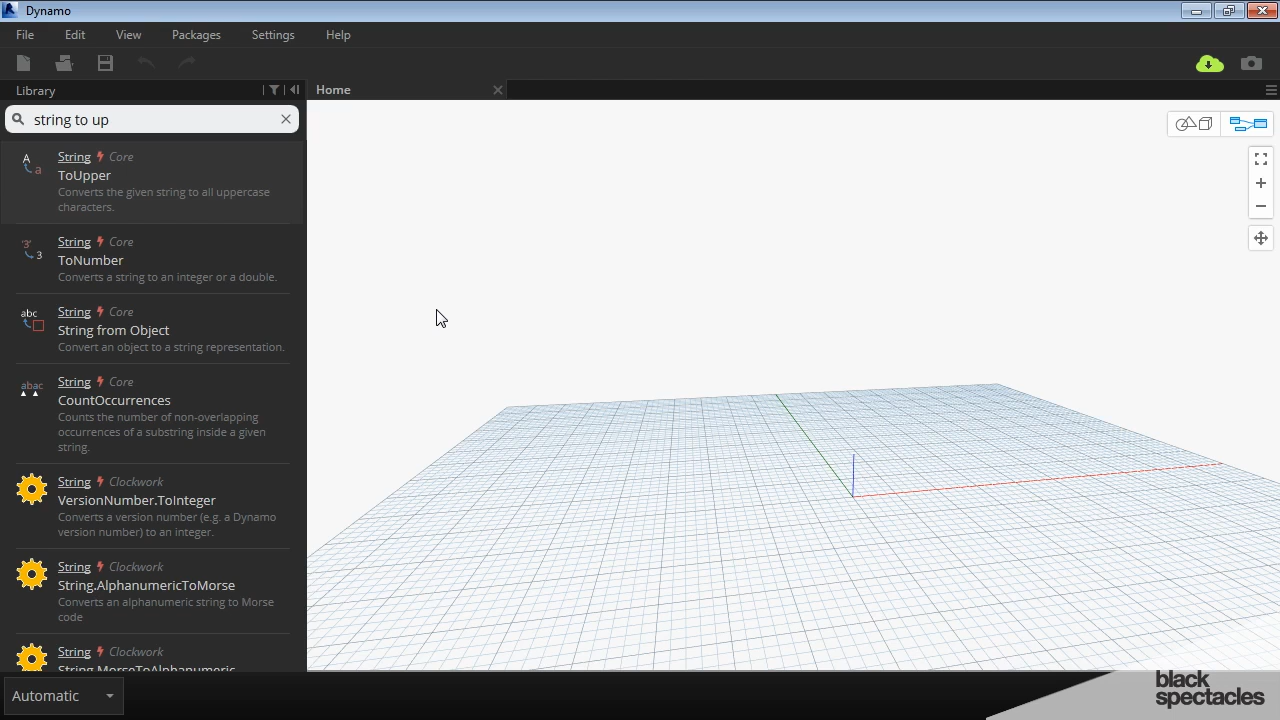 Dynamo
File Edit View Packages Settings Help
Library
Home
string to up
String Core
ToUpper
Converts the given string to all uppercase
characters.
String Core
ToNumber
Converts a string to an integer or a double.
String Core
String from Object
Convert an object to a string representation.
String Core
CountOccurrences
Counts the number of non-overlapping
occurrences of a substring inside a given
string.
String Clockwork
VersionNumber.ToInteger
Converts a version number (e.g. a Dynamo
version number) to an integer.
String Clockwork
String.AlphanumericToMorse
Converts an alphanumeric string to Morse
code
String Clockwork
String.MorseToAlphanumeric
Automatic
black
spectacles